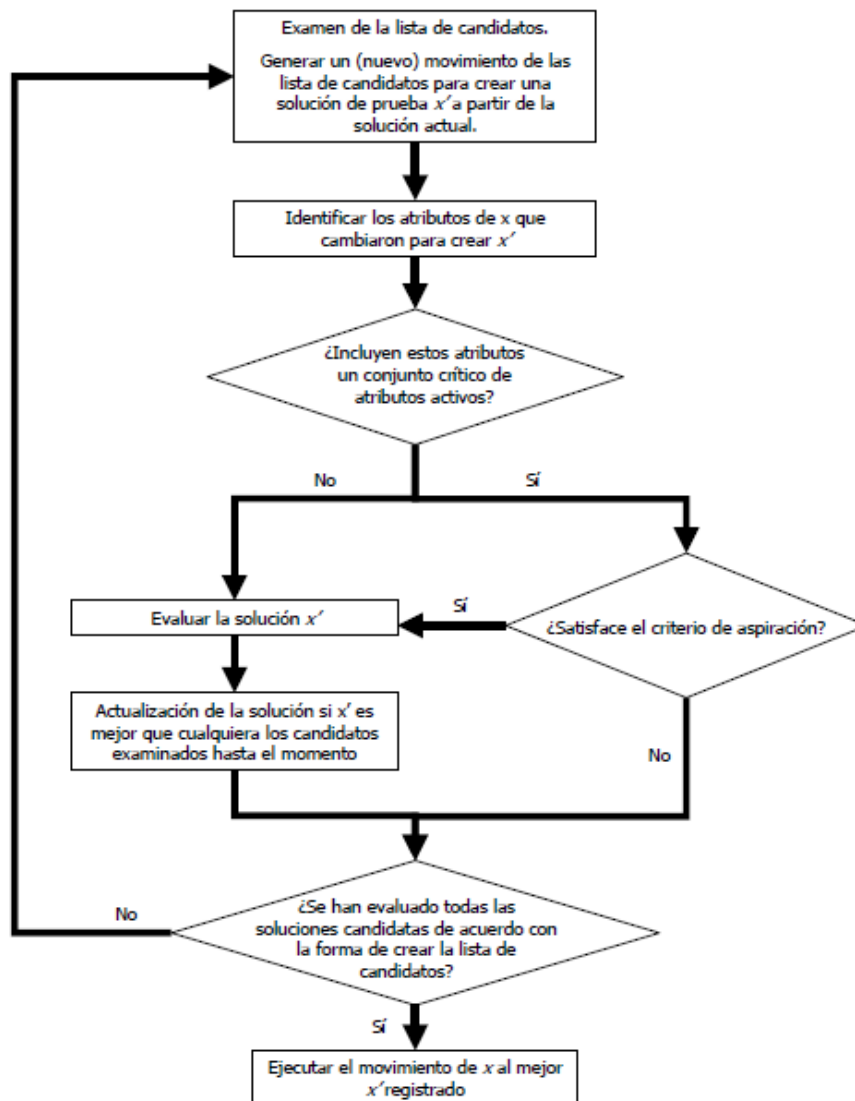 Examen de la lista de candidatos.
Generar un (nuevo) movimiento de las
lista de candidatos para crear una
solución de prueba x’ a partir de la
solución actual.
Identificar los atributos de x que
cambiaron para crear x’
¿Incluyen estos atributos
un conjunto crítico de
atributos activos?
No
Sí
Evaluar la solución x’
Sí
¿Satisface el criterio de aspiración?
Actualización de la solución si x’ es
mejor que cualquiera los candidatos
examinados hasta el momento
No
No
¿Se han evaluado todas las
soluciones candidatas de acuerdo con
la forma de crear la lista de
candidatos?
Sí
Ejecutar el movimiento de x al mejor
x’ registrado